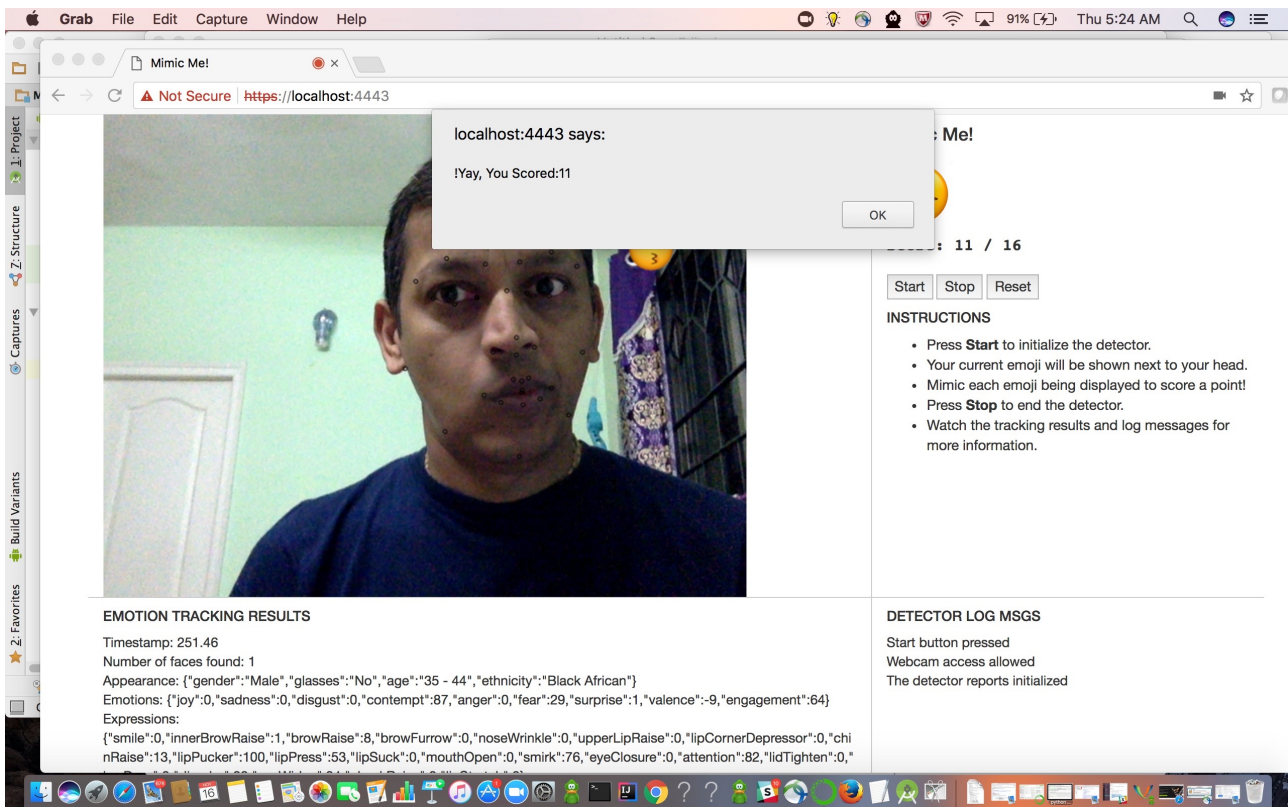 Grab File Edit Capture Window Help 91% Thu 5:24 AM
Mimic Me!
Not Secure https://localhost:4443
1: Project
Z: Structure
Captures
Build Variants
2: Favorites
localhost:4443 says:
!Yay, You Scored:11
OK
Me!
: 11 / 16
Start Stop Reset
INSTRUCTIONS
• Press Start to initialize the detector.
• Your current emoji will be shown next to your head.
• Mimic each emoji being displayed to score a point!
• Press Stop to end the detector.
• Watch the tracking results and log messages for
more information.
EMOTION TRACKING RESULTS
Timestamp: 251.46
Number of faces found: 1
Appearance: {"gender":"Male","glasses":"No","age":"35 - 44","ethnicity":"Black African"}
Emotions: {"joy":0,"sadness":0,"disgust":0,"contempt":87,"anger":0,"fear":29,"surprise":1,"valence":-9,"engagement":64}
Expressions:
{"smile":0,"innerBrowRaise":1,"browRaise":8,"browFurrow":0,"noseWrinkle":0,"upperLipRaise":0,"lipCornerDepressor":0,"chi
nRaise":13,"lipPucker":100,"lipPress":53,"lipSuck":0,"mouthOpen":0,"smirk":76,"eyeClosure":0,"attention":82,"lidTighten":0,"
DETECTOR LOG MSGS
Start button pressed
Webcam access allowed
The detector reports initialized